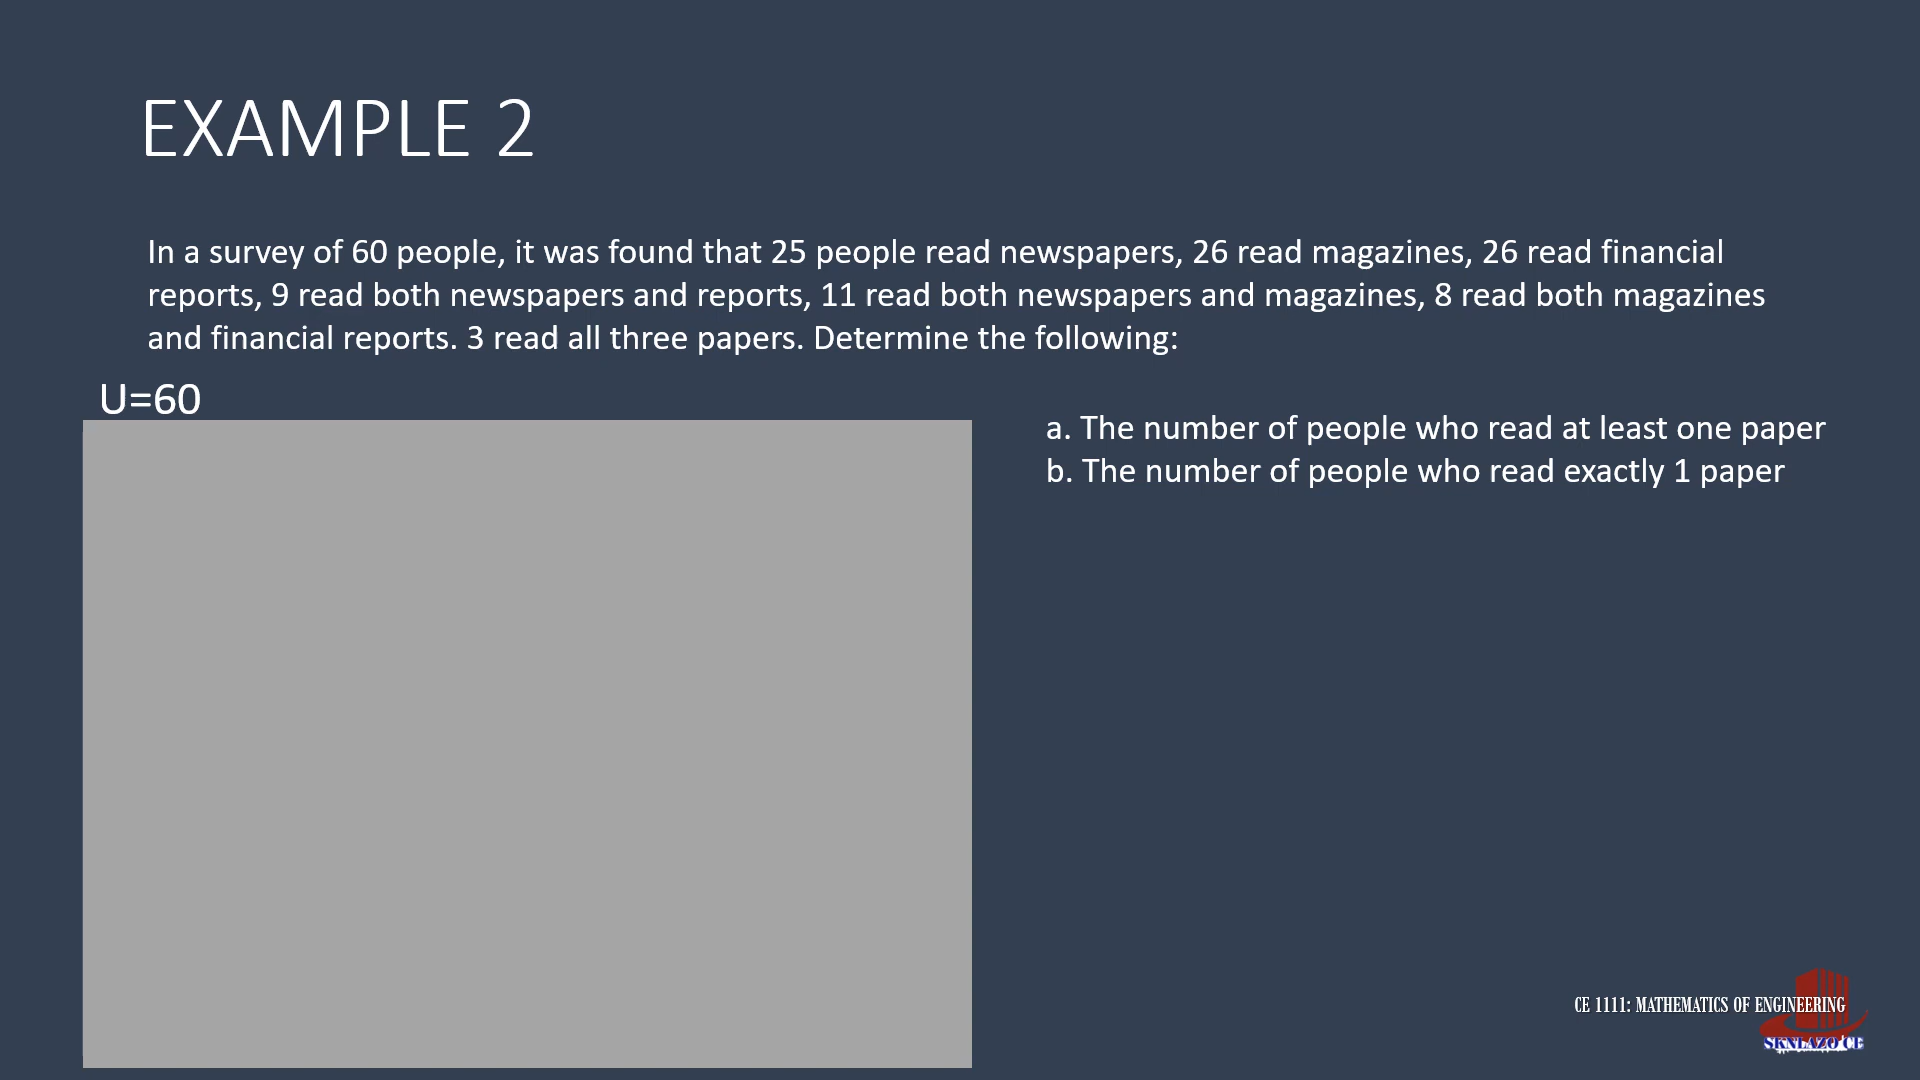 EXAMPLE 2
In a survey of 60 people, it was found that 25 people read newspapers, 26 read magazines, 26 read financial
reports, 9 read both newspapers and reports, 11 read both newspapers and magazines, 8 read both magazines
and financial reports. 3 read all three papers. Determine the following:
U=60
a. The number of people who read at least one paper
b. The number of people who read exactly 1 paper
CE 1111: MATHEMATICS OF ENGINEERING
SKNLAZO CE